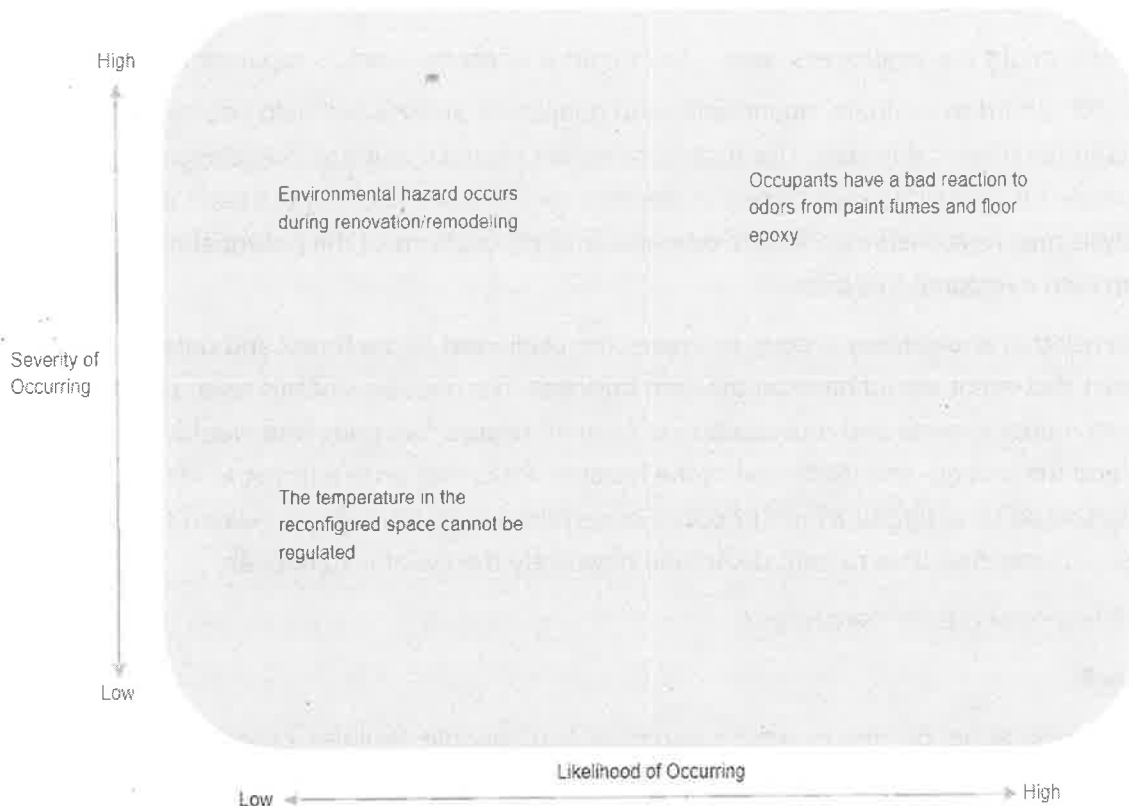 High
Environmental hazard occurs
during renovation/remodeling
Occupants have a bad reaction to
odors from paint fumes and floor
epoxy
Severity of
Occurring
The temperature in the
reconfigured space cannot be
regulated
Low
Likelihood of Occurring
Low
High